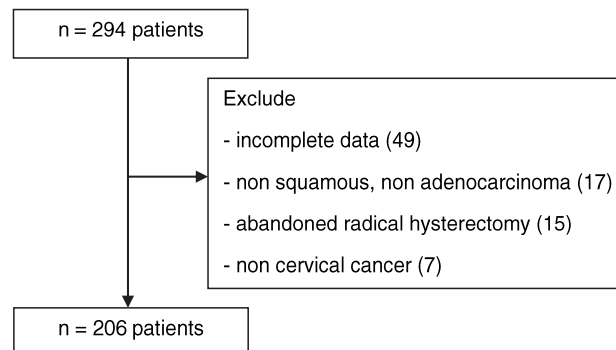 n = 294 patients
Exclude
- incomplete data (49)
- non squamous, non adenocarcinoma (17)
- abandoned radical hysterectomy (15)
- non cervical cancer (7)
n = 206 patients